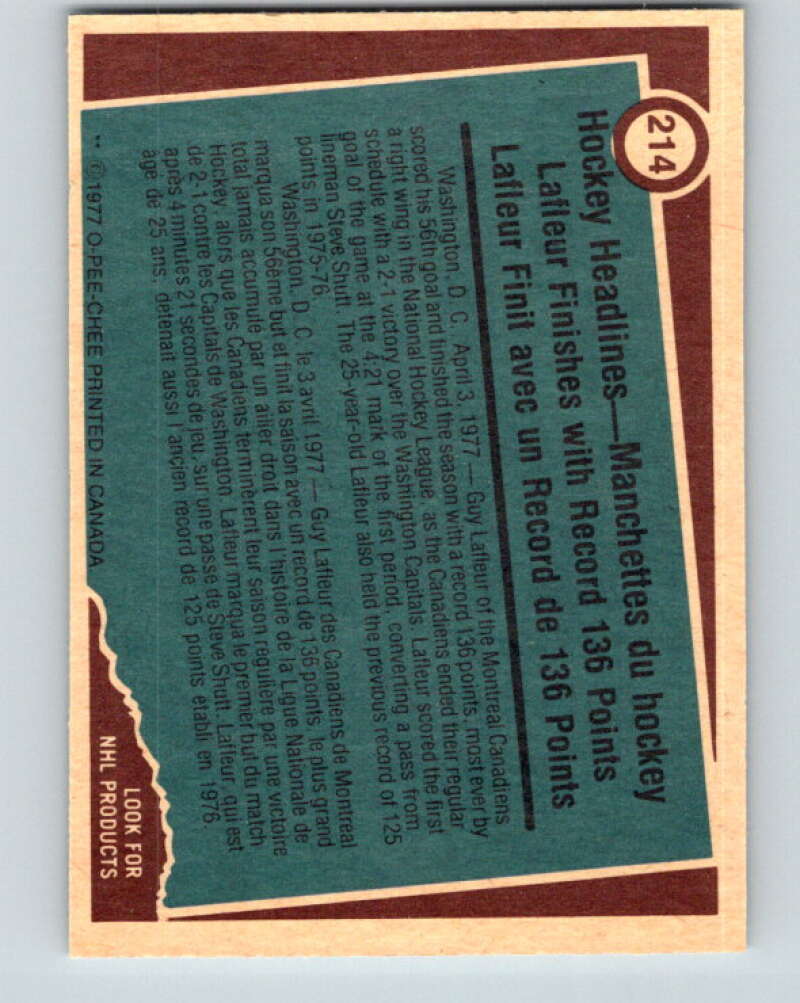 214
Hockey Headlines—Manchettes du hockey
Lafleur Finishes with Record 136 Points
Lafleur Finit avec un Record de 136 Points
Washington, D. C., April 3, 1977 — Guy Lafleur of the Montreal Canadiens
scored his 56th goal and finished the season with a record 136 points, most ever by
a right wing in the National Hockey League, as the Canadiens ended their regular
schedule with a 2-1 victory over the Washington Capitals. Lafleur scored the first
goal of the game at the 4:21 mark of the first period, converting a pass from
lineman Steve Shutt. The 25-year-old Lafleur also held the previous record of 125
points, in 1975-76.
Washington, D. C. le 3 avril 1977 — Guy Lafleur des Canadiens de Montréal
marqua son 56ème but et finit la saison avec un record de 136 points, le plus grand
total jamais accumulé par un ailier droit dans l'histoire de la Ligue Nationale de
Hockey, alors que les Canadiens terminèrent leur saison régulière par une victoire
de 2-1 contre les Capitals de Washington. Lafleur marqua le premier but du match
après 4 minutes 21 secondes de jeu, sur une passe de Steve Shutt. Lafleur, qui est
âgé de 25 ans, détenait aussi l'ancien record de 125 points établi en 1976.
** © 1977 O-PEE-CHEE PRINTED IN CANADA
LOOK FOR
NHL PRODUCTS